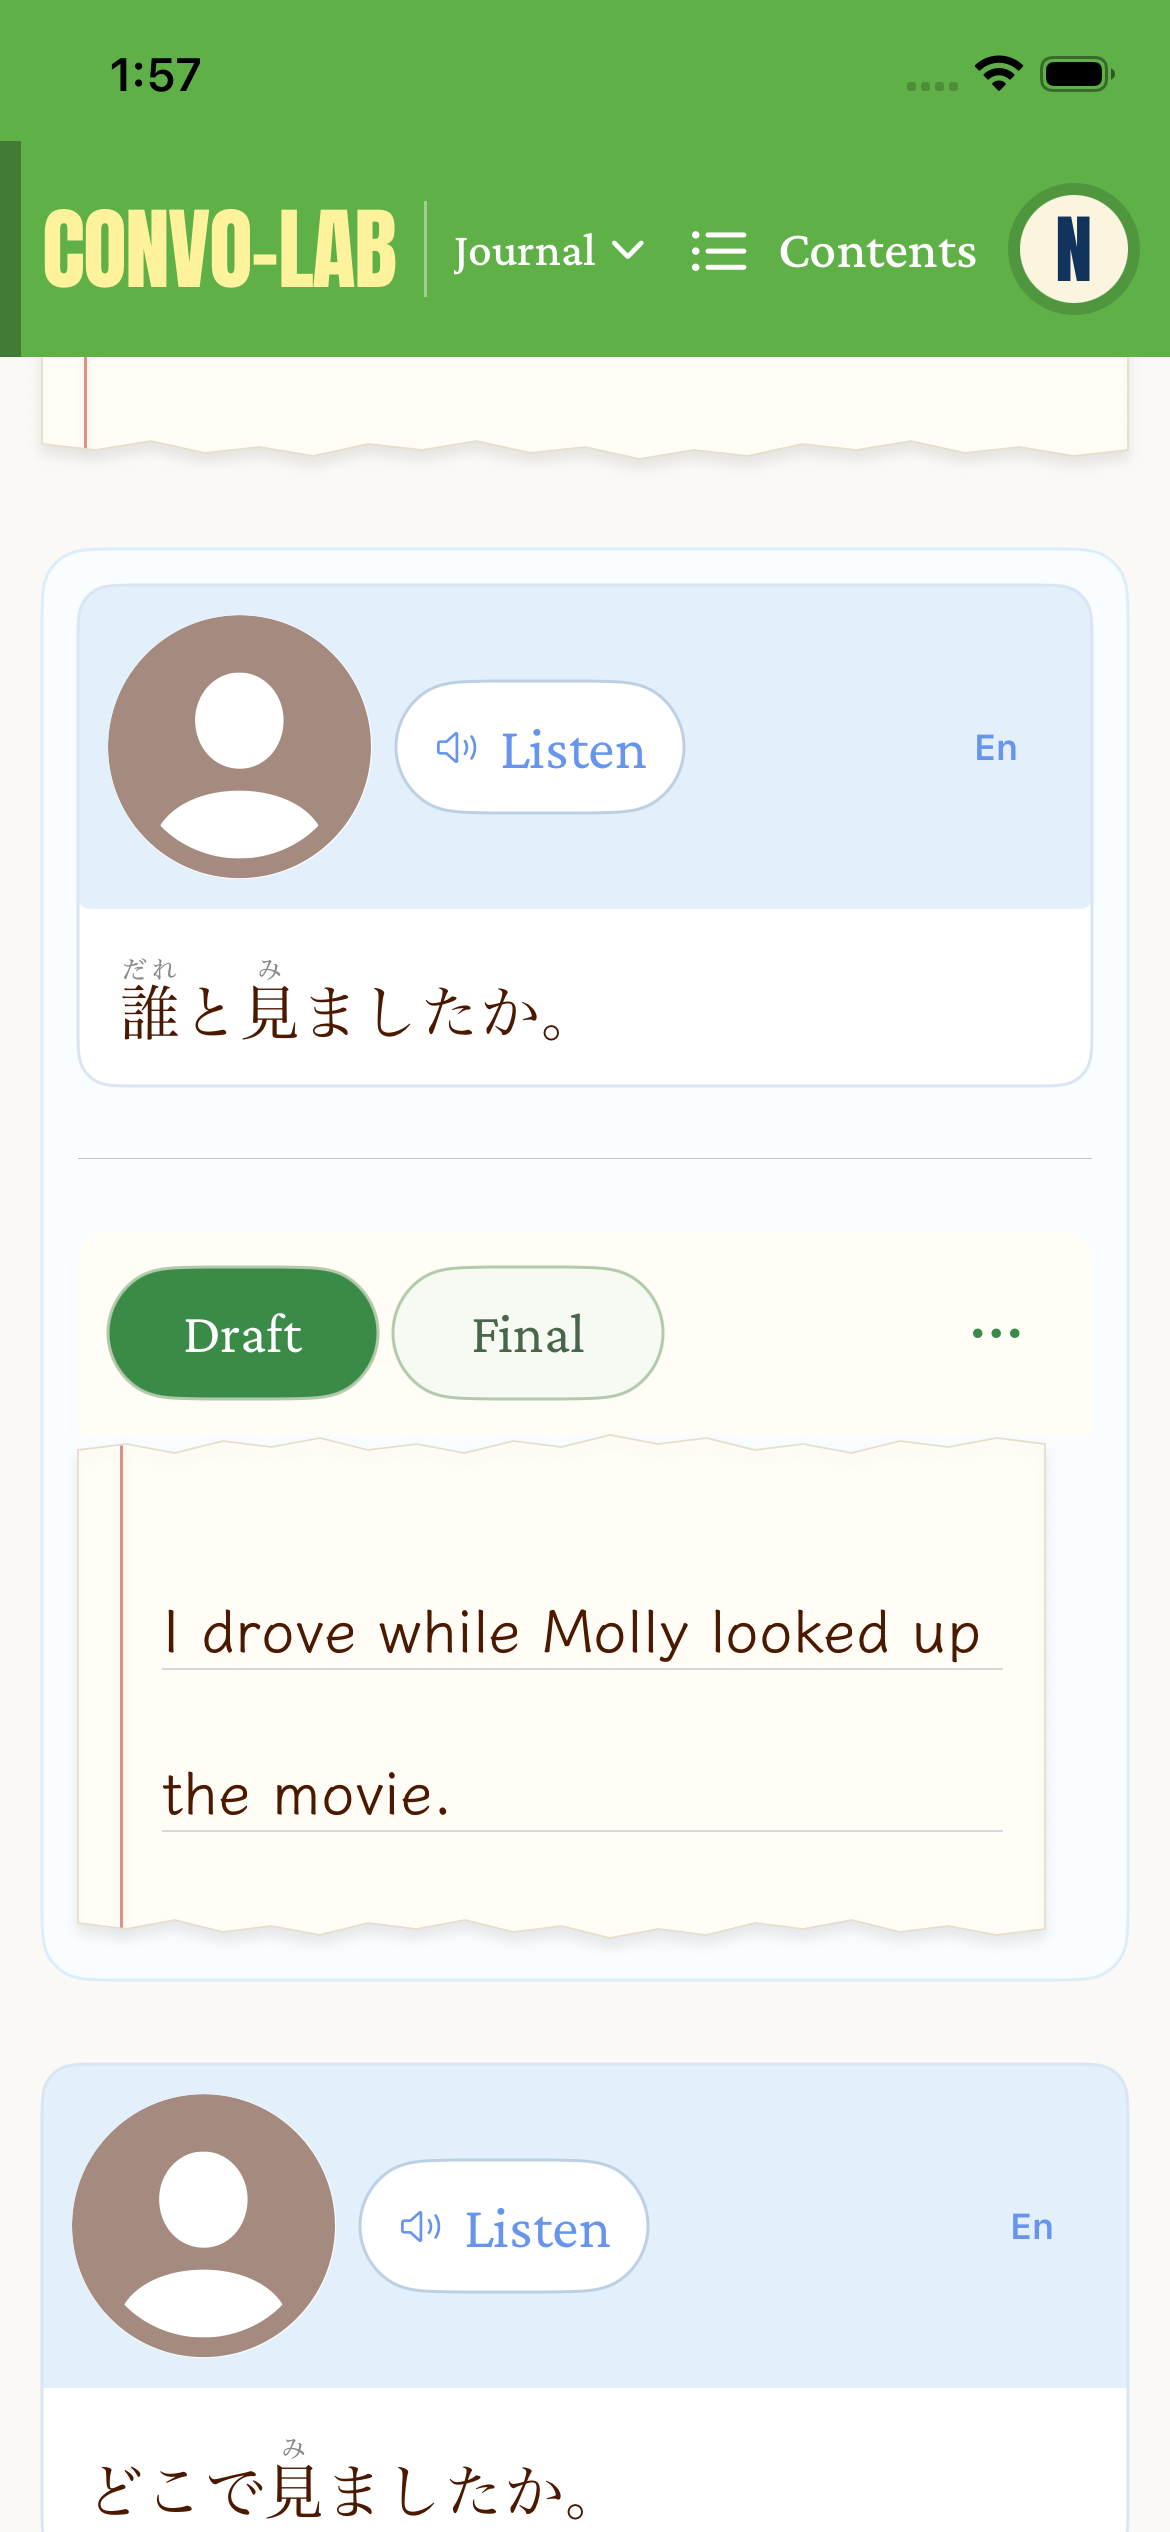 1:57
CONVO-LAB
Journal
Contents
N
Listen
En
だれ み
誰と見ましたか。
Draft
Final
I drove while Molly looked up
the movie.
Listen
En
み
どこで見ましたか。